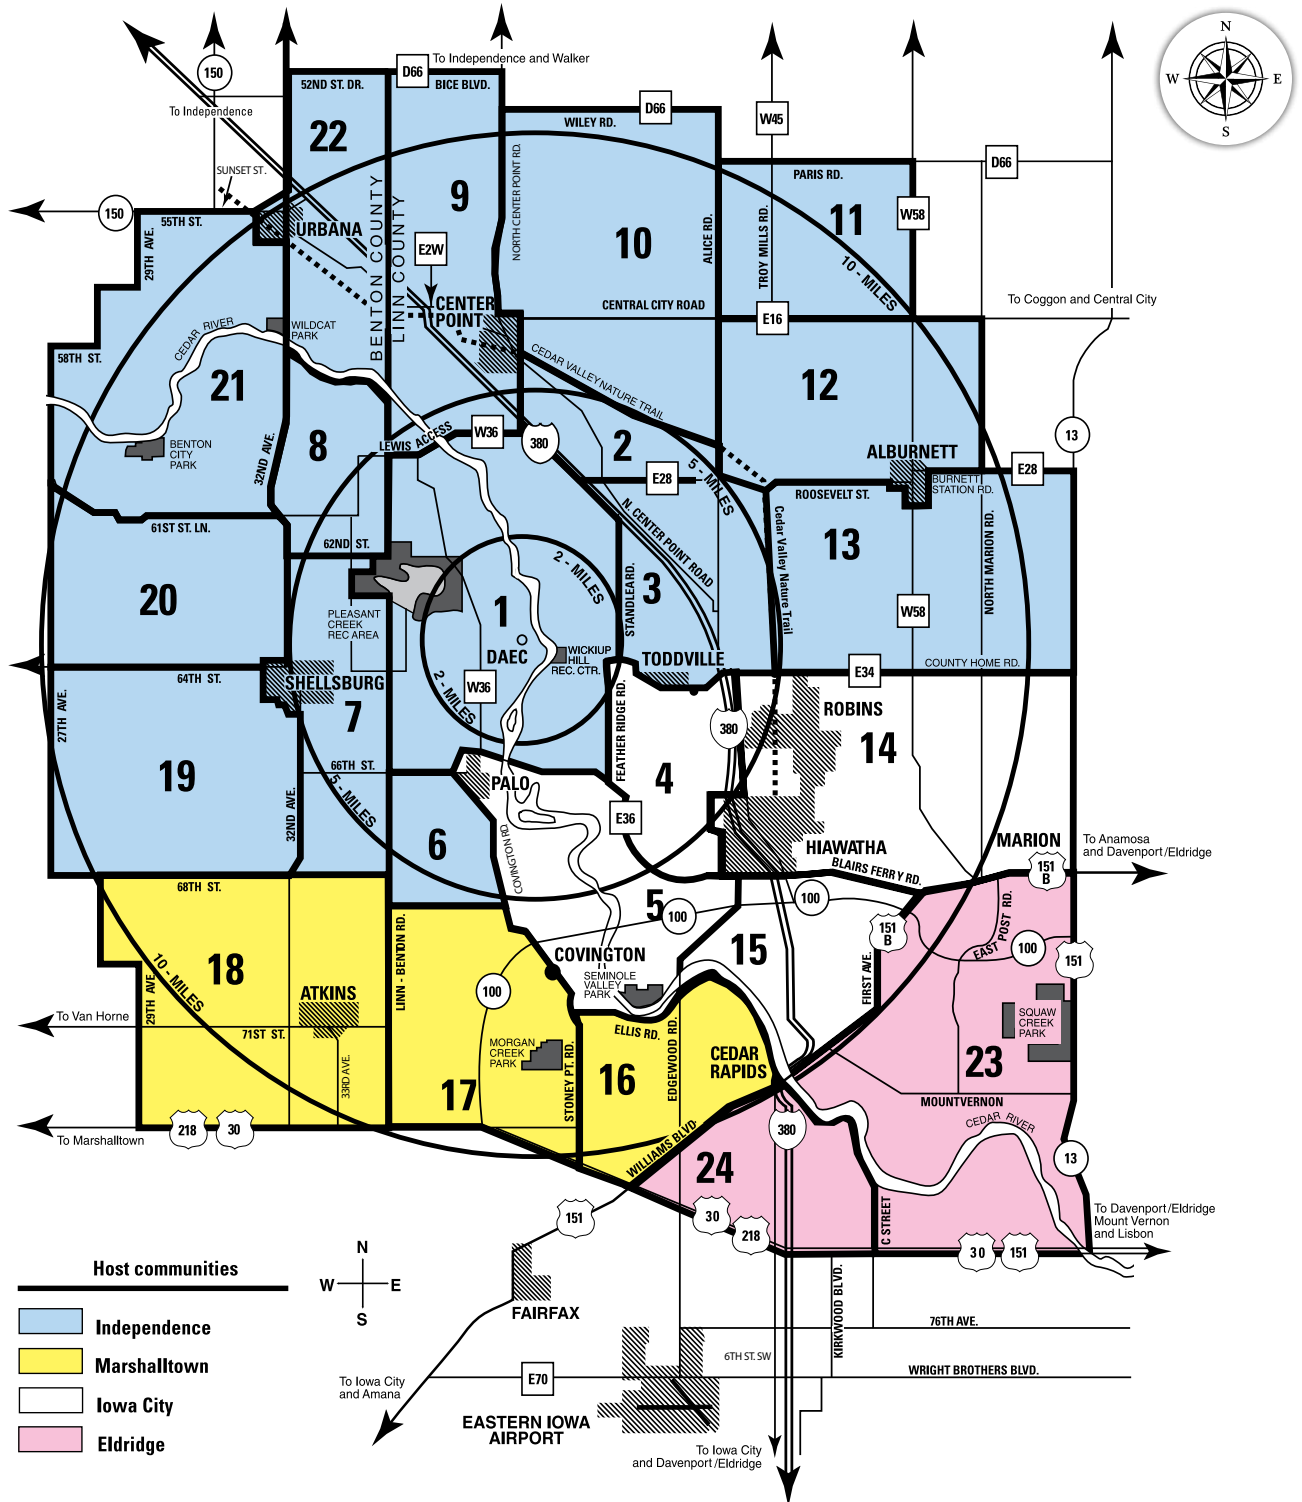 N
W
E
S
To Independence and Walker
150
D66
52ND ST. DR.
BICE BLVD.
To Independence
D66
W45
WILEY RD.
22
D66
SUNSET ST.
PARIS RD.
9
NORTH CENTER POINT RD.
150
55TH ST.
W58
URBANA
11
10
ALICE RD.
TROY MILLS RD.
29TH AVE.
E2W
BENTON COUNTY
LINN COUNTY
10 - MILES
To Coggon and Central City
CENTER
POINT
CENTRAL CITY ROAD
E16
CEDAR RIVER
WILDCAT
PARK
58TH ST.
CEDAR VALLEY NATURE TRAIL
21
12
13
LEWIS ACCESS
W36
380
2
8
BENTON
CITY
PARK
32ND AVE.
ALBURNETT
5 - MILES
E28
E28
BURNETT
STATION RD.
ROOSEVELT ST.
61ST ST. LN.
N. CENTER POINT ROAD
Cedar Valley Nature Trail
NORTH MARION RD.
62ND ST.
13
2 - MILES
20
3
STANDLEA RD.
1
W58
PLEASANT
CREEK
REC AREA
DAEC
WICKIUP
HILL
REC. CTR.
TODDVILLE
E34
COUNTY HOME RD.
64TH ST.
SHELLSBURG
2 - MILES
W36
27TH AVE.
7
FEATHER RIDGE RD.
380
ROBINS
14
66TH ST.
19
PALO
4
5 - MILES
32ND AVE.
E36
6
COVINGTON RD.
HIAWATHA
MARION
To Anamosa
and Davenport/Eldridge
BLAIRS FERRY RD.
151
B
68TH ST.
5
100
100
LINN - BENTON RD.
151
B
EAST POST RD.
100
15
COVINGTON
151
18
10 - MILES
29TH AVE.
SEMINOLE
VALLEY
PARK
FIRST AVE.
100
ATKINS
To Van Horne
71ST ST.
ELLIS RD.
EDGEWOOD RD.
SQUAW
CREEK
PARK
MORGAN
CREEK
PARK
STONEY PT. RD.
CEDAR
RAPIDS
23
33RD AVE.
17
16
MOUNTVERNON
CEDAR RIVER
To Marshalltown
218
30
380
WILLIAMS BLVD.
24
13
151
30
218
C STREET
To Davenport/Eldridge
Mount Vernon
and Lisbon
30
151
Host communities
N
W
E
S
KIRKWOOD BLVD.
FAIRFAX
Independence
76TH AVE.
Marshalltown
6TH ST. SW
WRIGHT BROTHERS BLVD.
To Iowa City
and Amana
E70
Iowa City
EASTERN IOWA
AIRPORT
Eldridge
To Iowa City
and Davenport/Eldridge